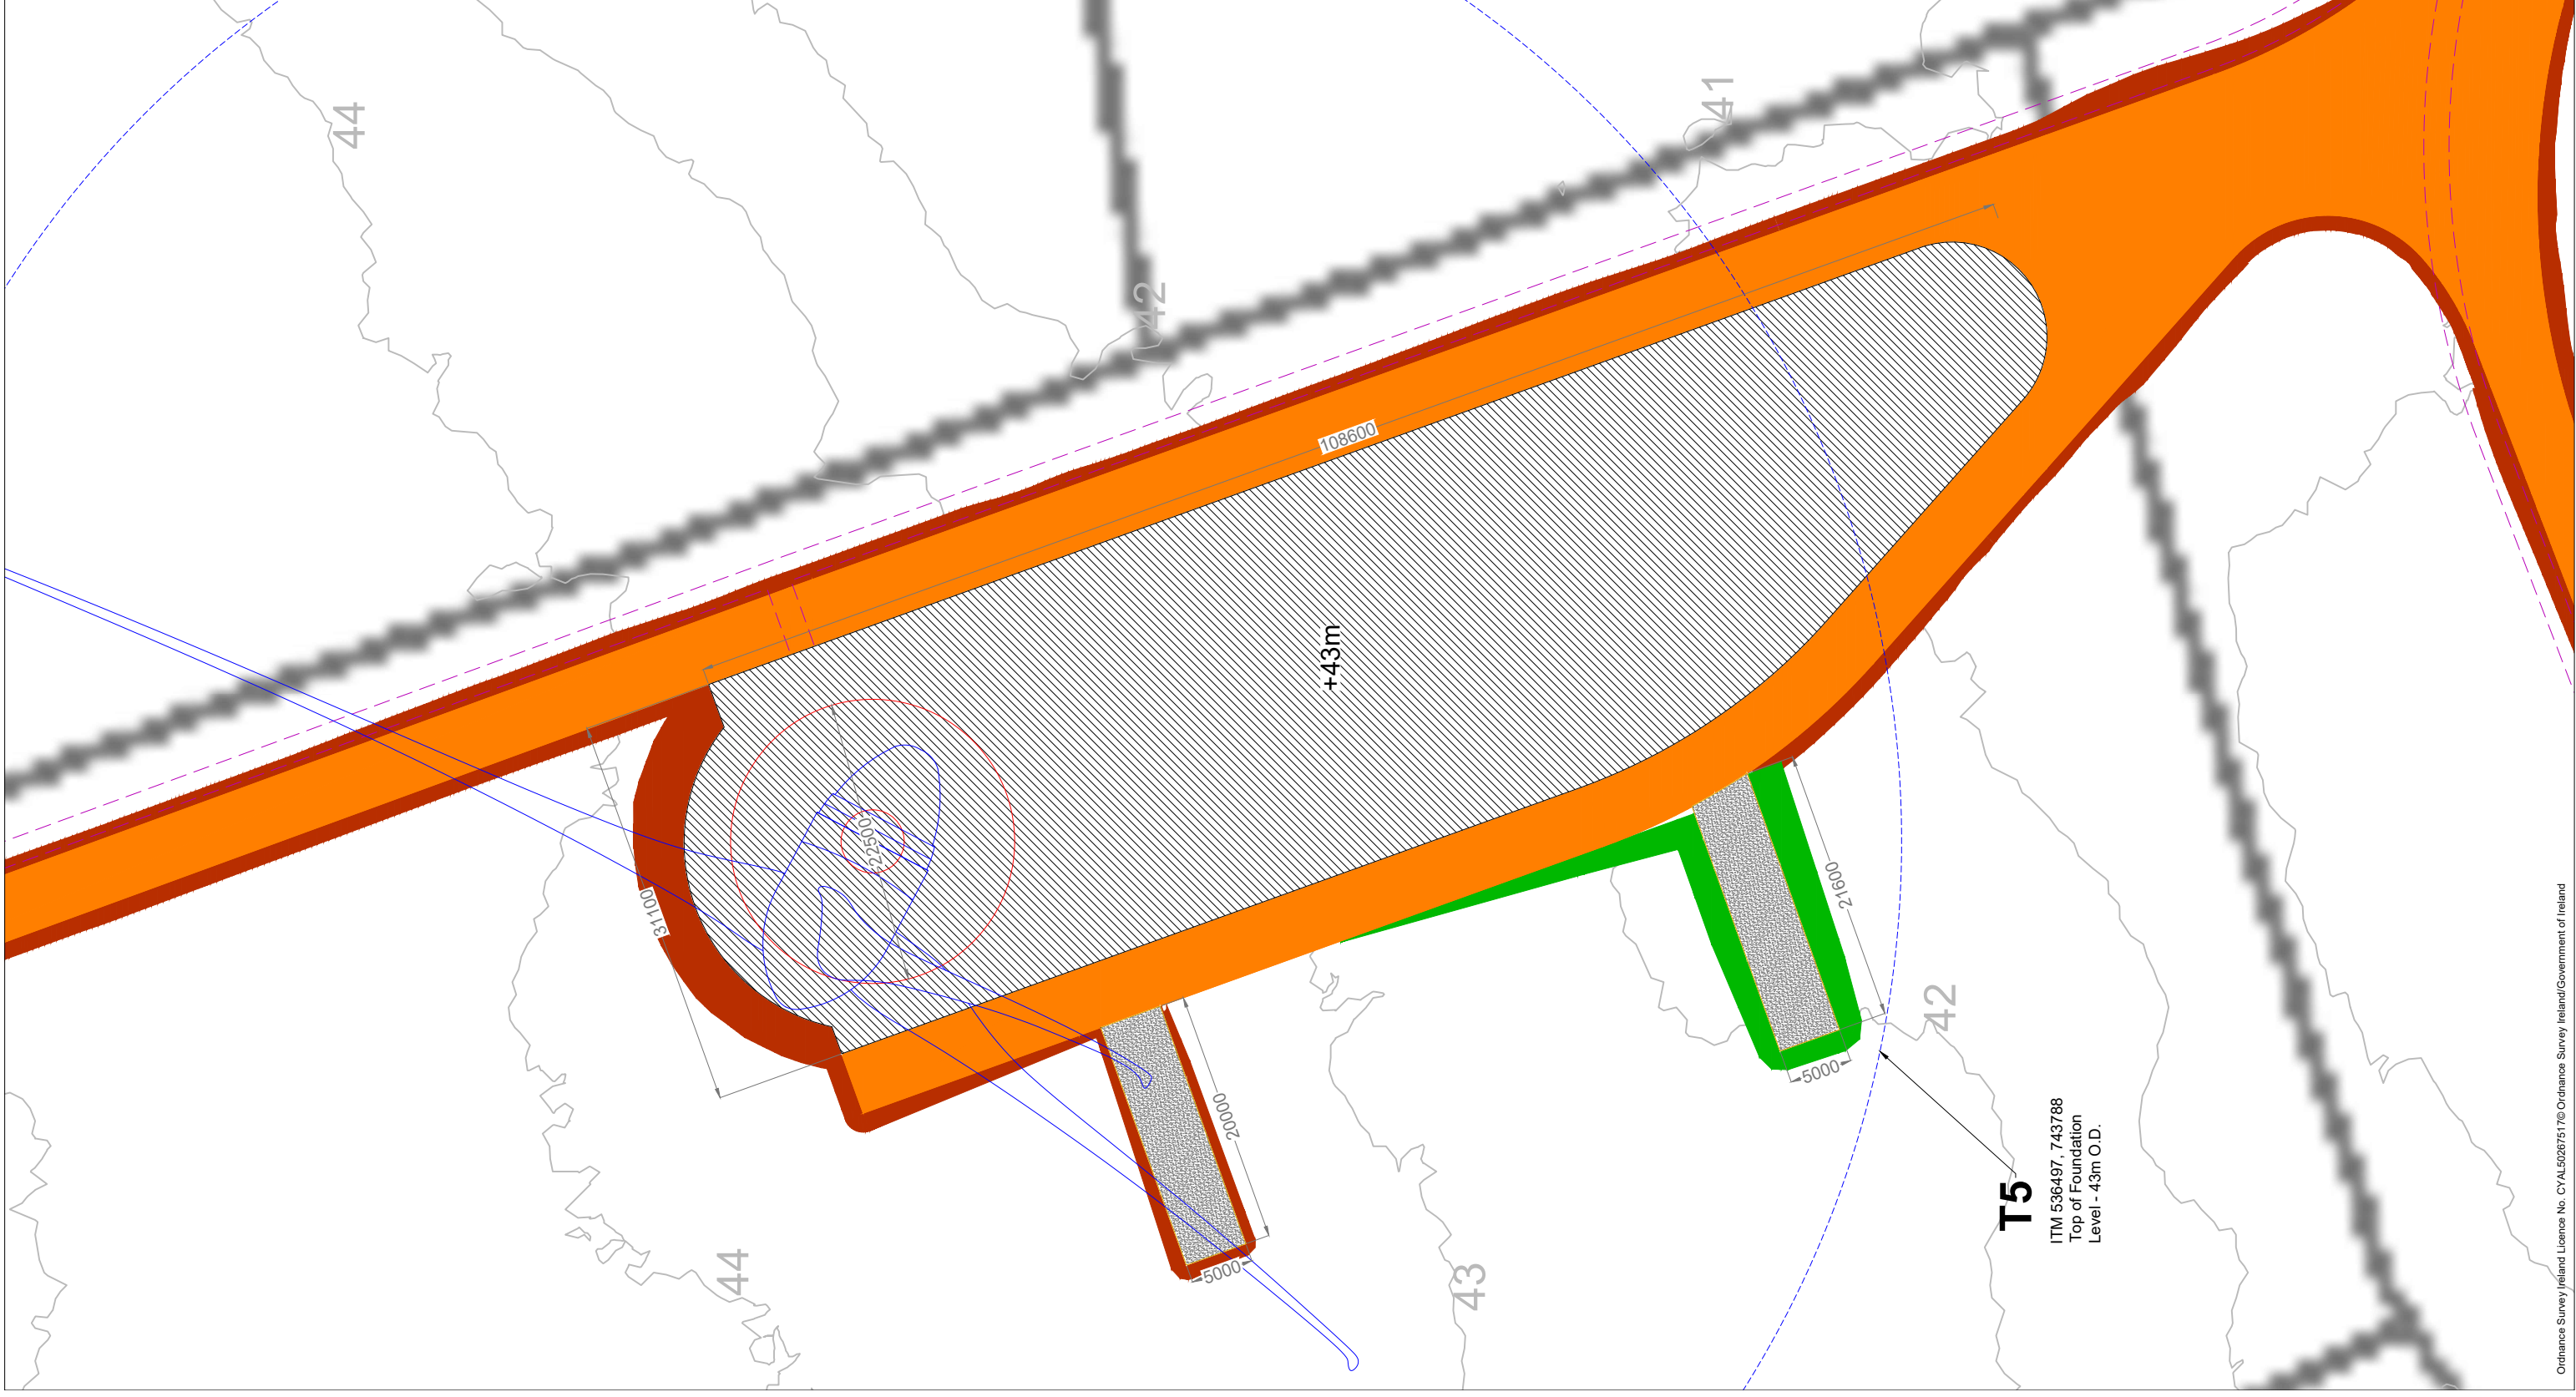 44
42
41
108600
+43m
22500
31100
21600
5000
20000
5000
44
43
42
T5
ITM 536497, 743788
Top of Foundation
Level - 43m O.D.
Ordnance Survey Ireland Licence No. CYAL50267517© Ordnance Survey Ireland/Government of Ireland